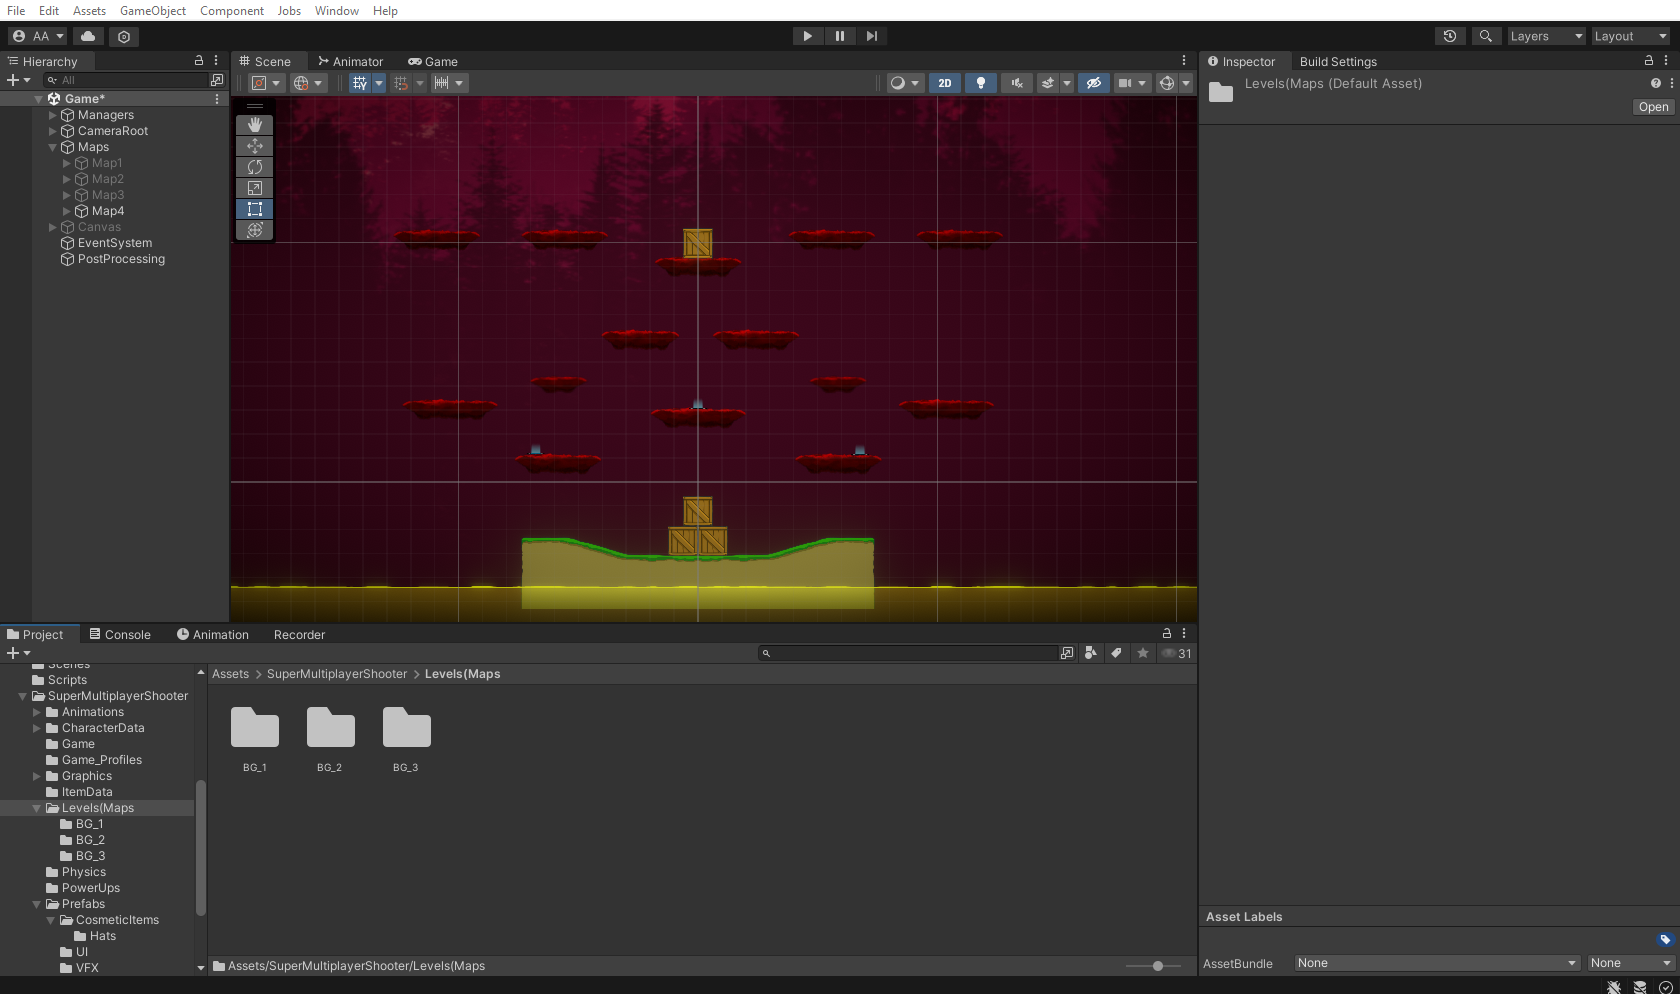 File Edit Assets GameObject Component Jobs Window Help
AA
Layers
Layout
Hierarchy
All
Game*
Managers
CameraRoot
Maps
Map1
Map2
Map3
Map4
Canvas
EventSystem
PostProcessing
Scene
Animator
Game
2D
Inspector
Build Settings
Levels(Maps (Default Asset)
Open
Project
Console
Animation
Recorder
31
Scenes
Scripts
SuperMultiplayerShooter
Animations
CharacterData
Game
Game_Profiles
Graphics
ItemData
Levels(Maps
BG_1
BG_2
BG_3
Physics
PowerUps
Prefabs
CosmeticItems
Hats
UI
VFX
Assets > SuperMultiplayerShooter > Levels(Maps
BG_1
BG_2
BG_3
Assets/SuperMultiplayerShooter/Levels(Maps
Asset Labels
AssetBundle
None
None